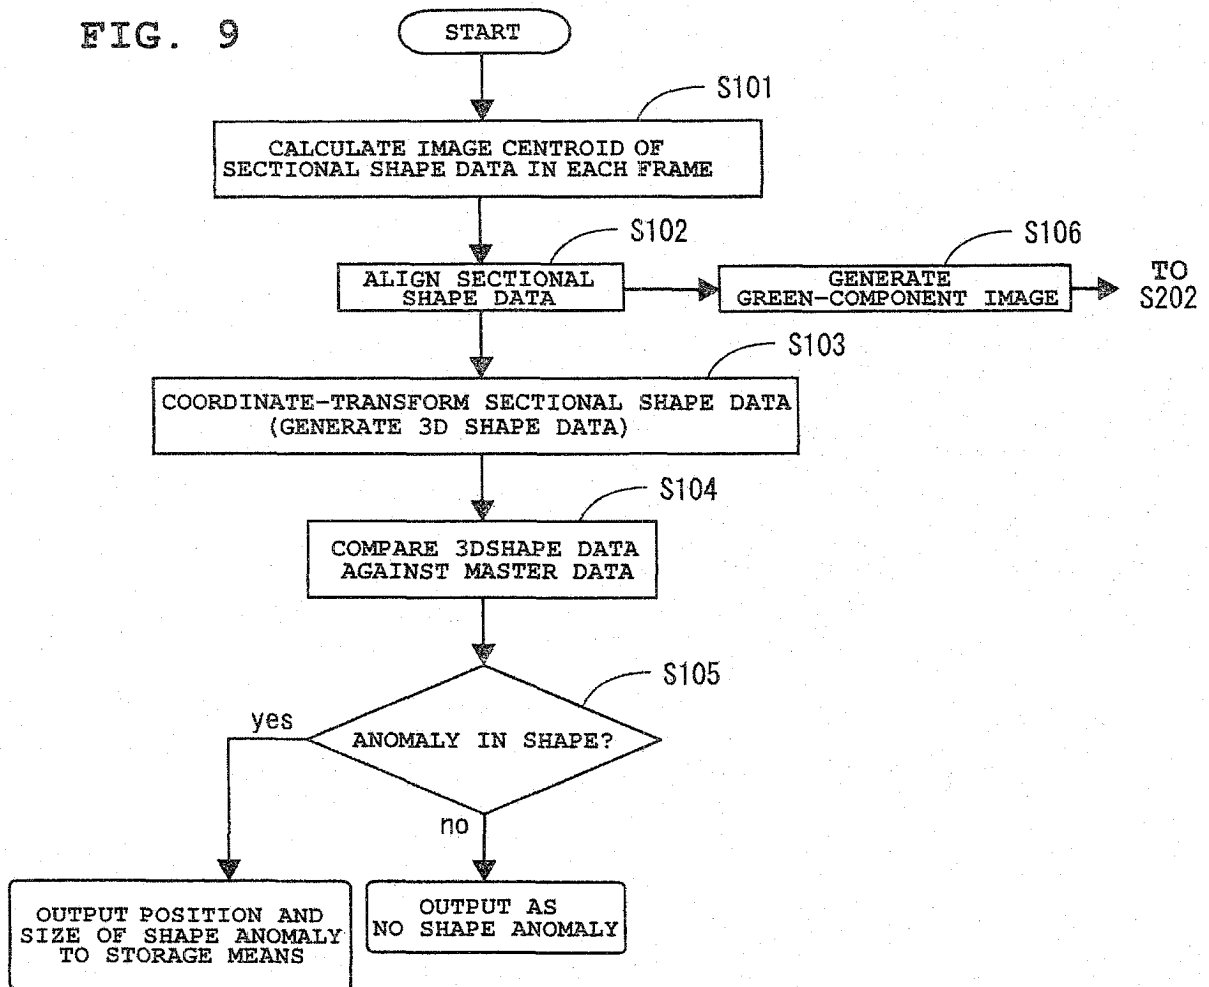 FIG. 9
START
S101
CALCULATE IMAGE CENTROID OF
SECTIONAL SHAPE DATA IN EACH FRAME
S102
ALIGN SECTIONAL
SHAPE DATA
S106
GENERATE
GREEN-COMPONENT IMAGE
TO
S202
S103
COORDINATE-TRANSFORM SECTIONAL SHAPE DATA
(GENERATE 3D SHAPE DATA)
S104
COMPARE 3DSHAPE DATA
AGAINST MASTER DATA
S105
ANOMALY IN SHAPE?
yes
no
OUTPUT POSITION AND
SIZE OF SHAPE ANOMALY
TO STORAGE MEANS
OUTPUT AS
NO SHAPE ANOMALY